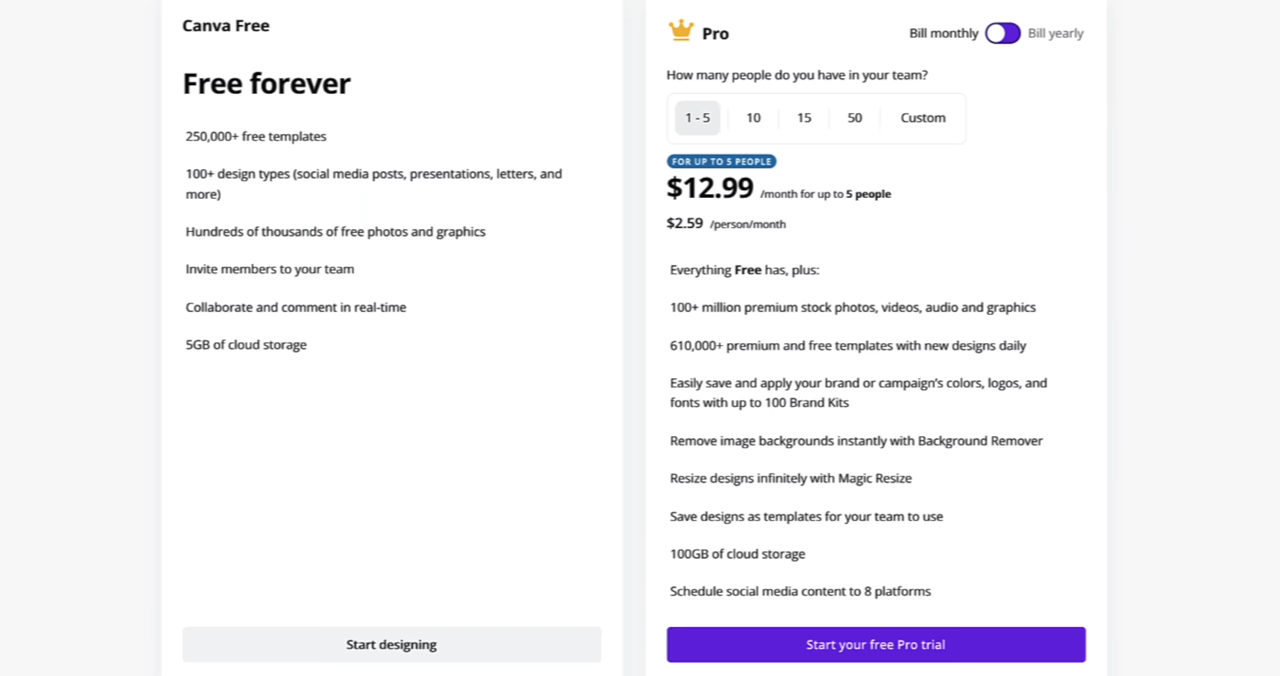 Canva Free
Free forever
250,000+ free templates
100+ design types (social media posts, presentations, letters, and
more)
Hundreds of thousands of free photos and graphics
Invite members to your team
Collaborate and comment in real-time
5GB of cloud storage
Start designing
Pro
Bill monthly
Bill yearly
How many people do you have in your team?
1 - 5 10 15 50 Custom
FOR UP TO 5 PEOPLE
$12.99 /month for up to 5 people
$2.59 /person/month
Everything Free has, plus:
100+ million premium stock photos, videos, audio and graphics
610,000+ premium and free templates with new designs daily
Easily save and apply your brand or campaign's colors, logos, and
fonts with up to 100 Brand Kits
Remove image backgrounds instantly with Background Remover
Resize designs infinitely with Magic Resize
Save designs as templates for your team to use
100GB of cloud storage
Schedule social media content to 8 platforms
Start your free Pro trial